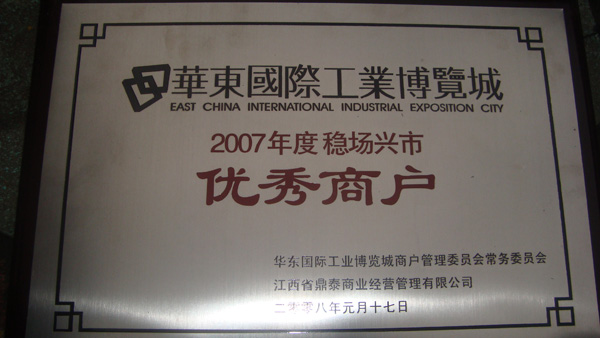 華東國際工業博覽城
EAST CHINA INTERNATIONAL INDUSTRIAL EXPOSITION CITY
2007年度稳场兴市
优秀商户
华东国际工业博览城商户管理委员会常务委员会
江西省鼎泰商业经营管理有限公司
二零零八年元月十七日